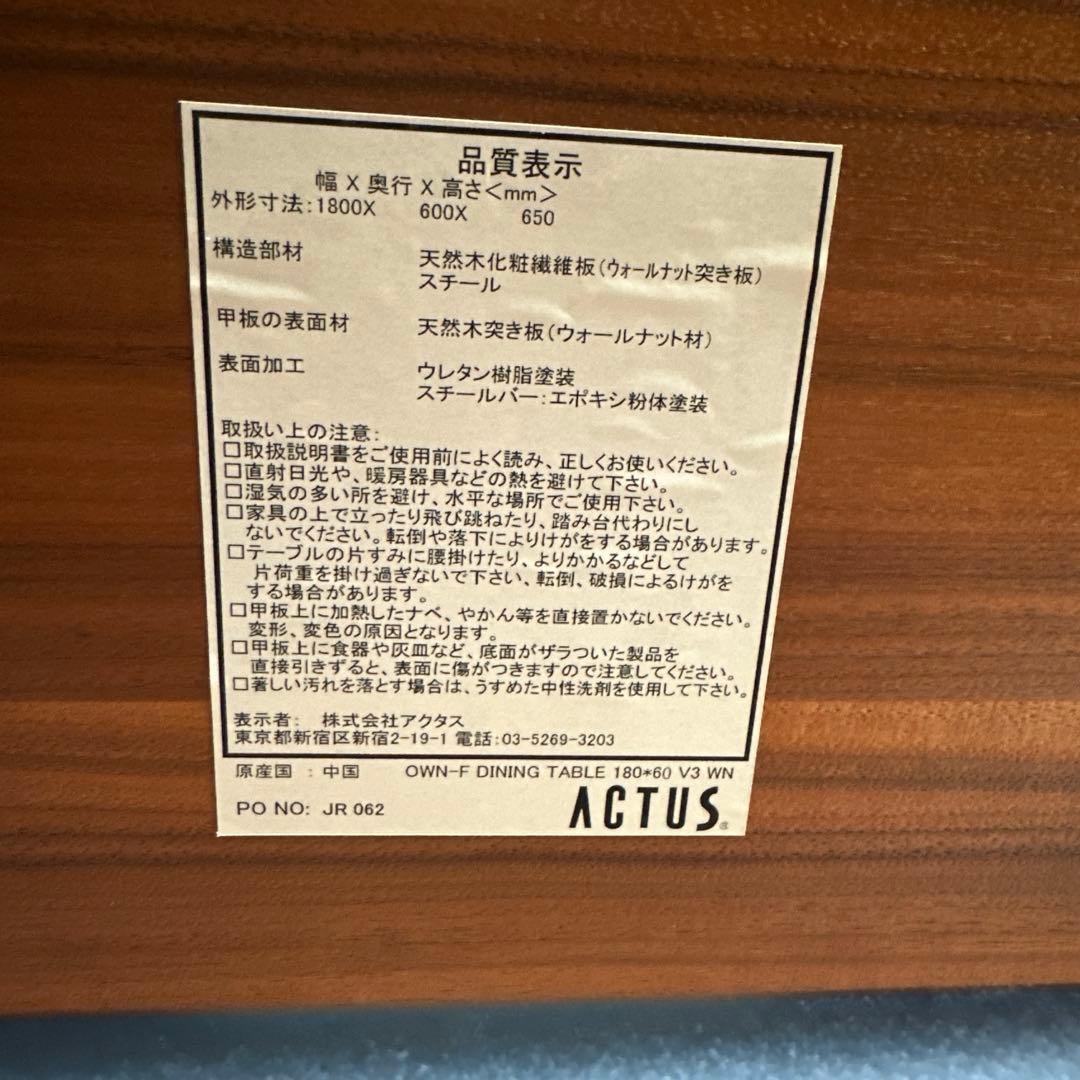 品質表示
幅 X 奥行 X 高さ<mm>
外形寸法:1800X 600X 650
構造部材 天然木化粧繊維板(ウォールナット突き板)
スチール
甲板の表面材 天然木突き板(ウォールナット材)
表面加工 ウレタン樹脂塗装
スチールバー:エポキシ粉体塗装
取扱い上の注意:
□取扱説明書をご使用前によく読み、正しくお使いください。
□直射日光や、暖房器具などの熱を避けて下さい。
□湿気の多い所を避け、水平な場所でご使用下さい。
□家具の上で立ったり飛び跳ねたり、踏み台代わりにし
ないでください。転倒や落下によりけがをする場合があります。
□テーブルの片すみに腰掛けたり、よりかかるなどして
片荷重を掛け過ぎないで下さい、転倒、破損によるけがを
する場合があります。
□甲板上に加熱したナベ、やかん等を直接置かないでください。
変形、変色の原因となります。
□甲板上に食器や灰皿など、底面がザラついた製品を
直接引きずると、表面に傷がつきますので注意してください。
□著しい汚れを落とす場合は、うすめた中性洗剤を使用して下さい。
表示者: 株式会社アクタス
東京都新宿区新宿2-19-1 電話:03-5269-3203
原産国 : 中国 OWN-F DINING TABLE 180*60 V3 WN
PO NO: JR 062
ACTUS®